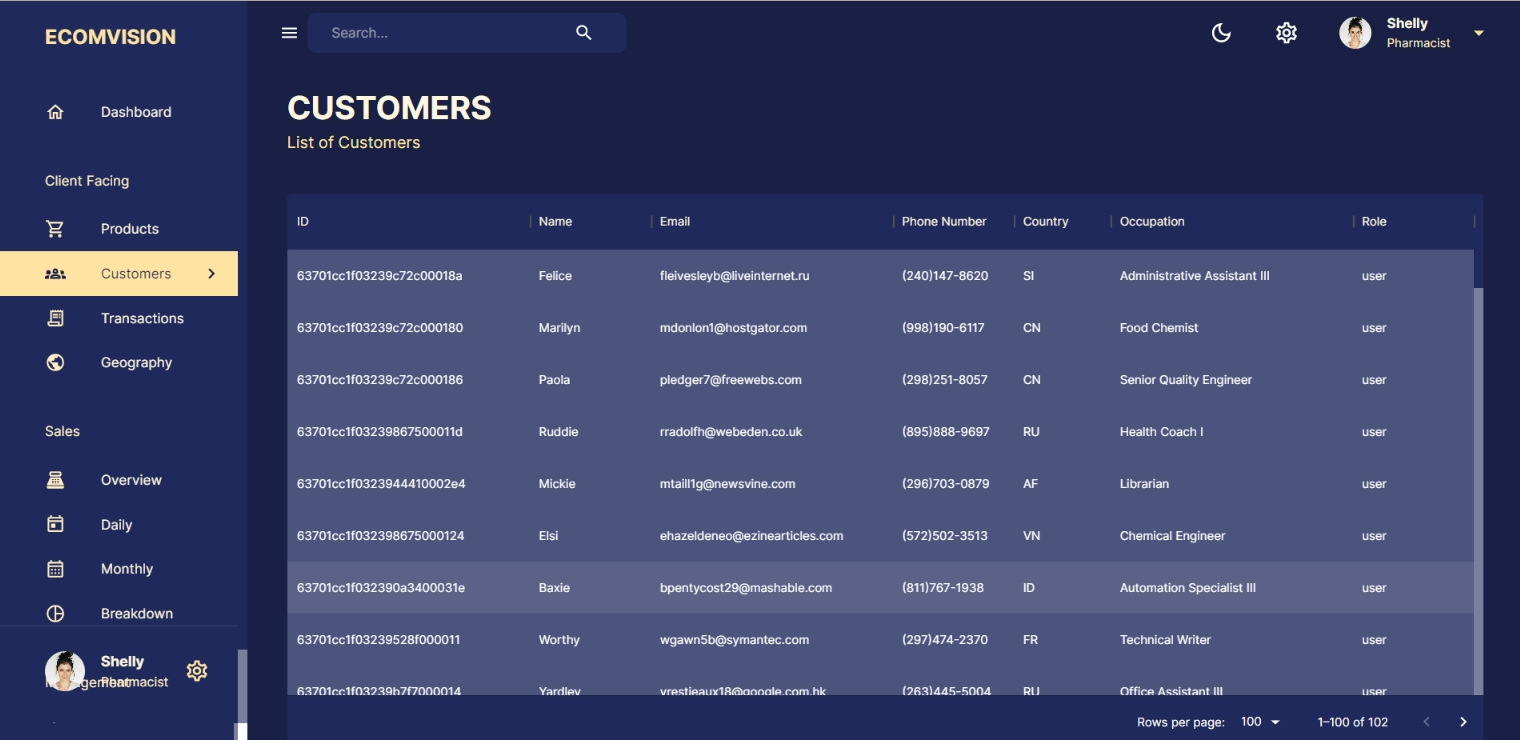 ECOMVISION
Search...
Shelly
Pharmacist
Dashboard
Client Facing
Products
Customers
Transactions
Geography
Sales
Overview
Daily
Monthly
Breakdown
Shelly
Pharmacist
CUSTOMERS
List of Customers
ID Name Email Phone Number Country Occupation Role
63701cc1f03239c72c00018a Felice fleivesleyb@liveinternet.ru (240)147-8620 SI Administrative Assistant III user
63701cc1f03239c72c000180 Marilyn mdonlon1@hostgator.com (998)190-6117 CN Food Chemist user
63701cc1f03239c72c000186 Paola pledger7@freewebs.com (298)251-8057 CN Senior Quality Engineer user
63701cc1f03239867500011d Ruddie rradolfh@webeden.co.uk (895)888-9697 RU Health Coach I user
63701cc1f0323944410002e4 Mickie mtaill1g@newsvine.com (296)703-0879 AF Librarian user
63701cc1f032398675000124 Elsi ehazeldeneo@ezinearticles.com (572)502-3513 VN Chemical Engineer user
63701cc1f032390a3400031e Baxie bpentycost29@mashable.com (811)767-1938 ID Automation Specialist III user
63701cc1f03239528f000011 Worthy wgawn5b@symantec.com (297)474-2370 FR Technical Writer user
63701cc1f03239b7f7000014 Yardley vrestieaux18@google.com.hk (263)445-5004 RU Office Assistant III user
Rows per page: 100 1–100 of 102